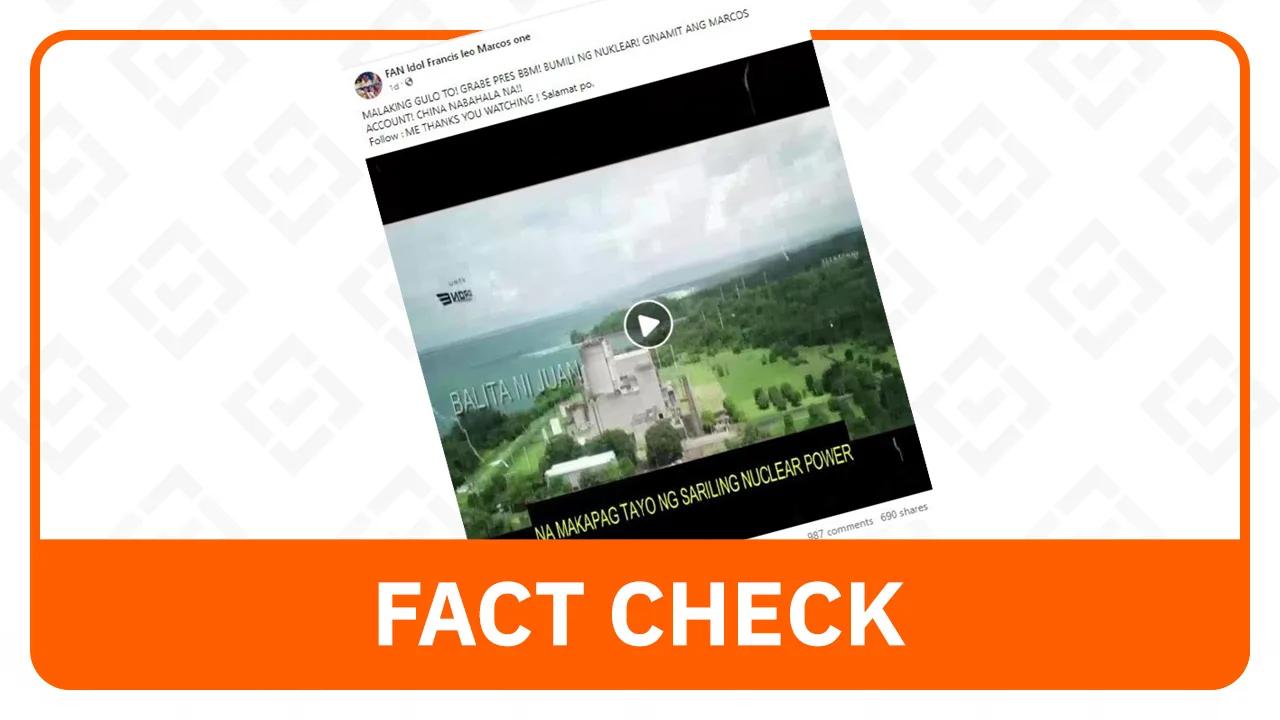 FAN Idol Francis leo Marcos one
1d
MALAKING GULO TO! GRABE PRES BBM! BUMILI NG NUKLEAR! GINAMIT ANG MARCOS
ACCOUNT! CHINA NABAHALA NA!!
Follow : ME THANKS YOU WATCHING ! Salamat po.
UNTV
BALITA NI JUAN
NA MAKAPAG TAYO NG SARILING NUCLEAR POWER
987 comments 690 shares
FACT CHECK